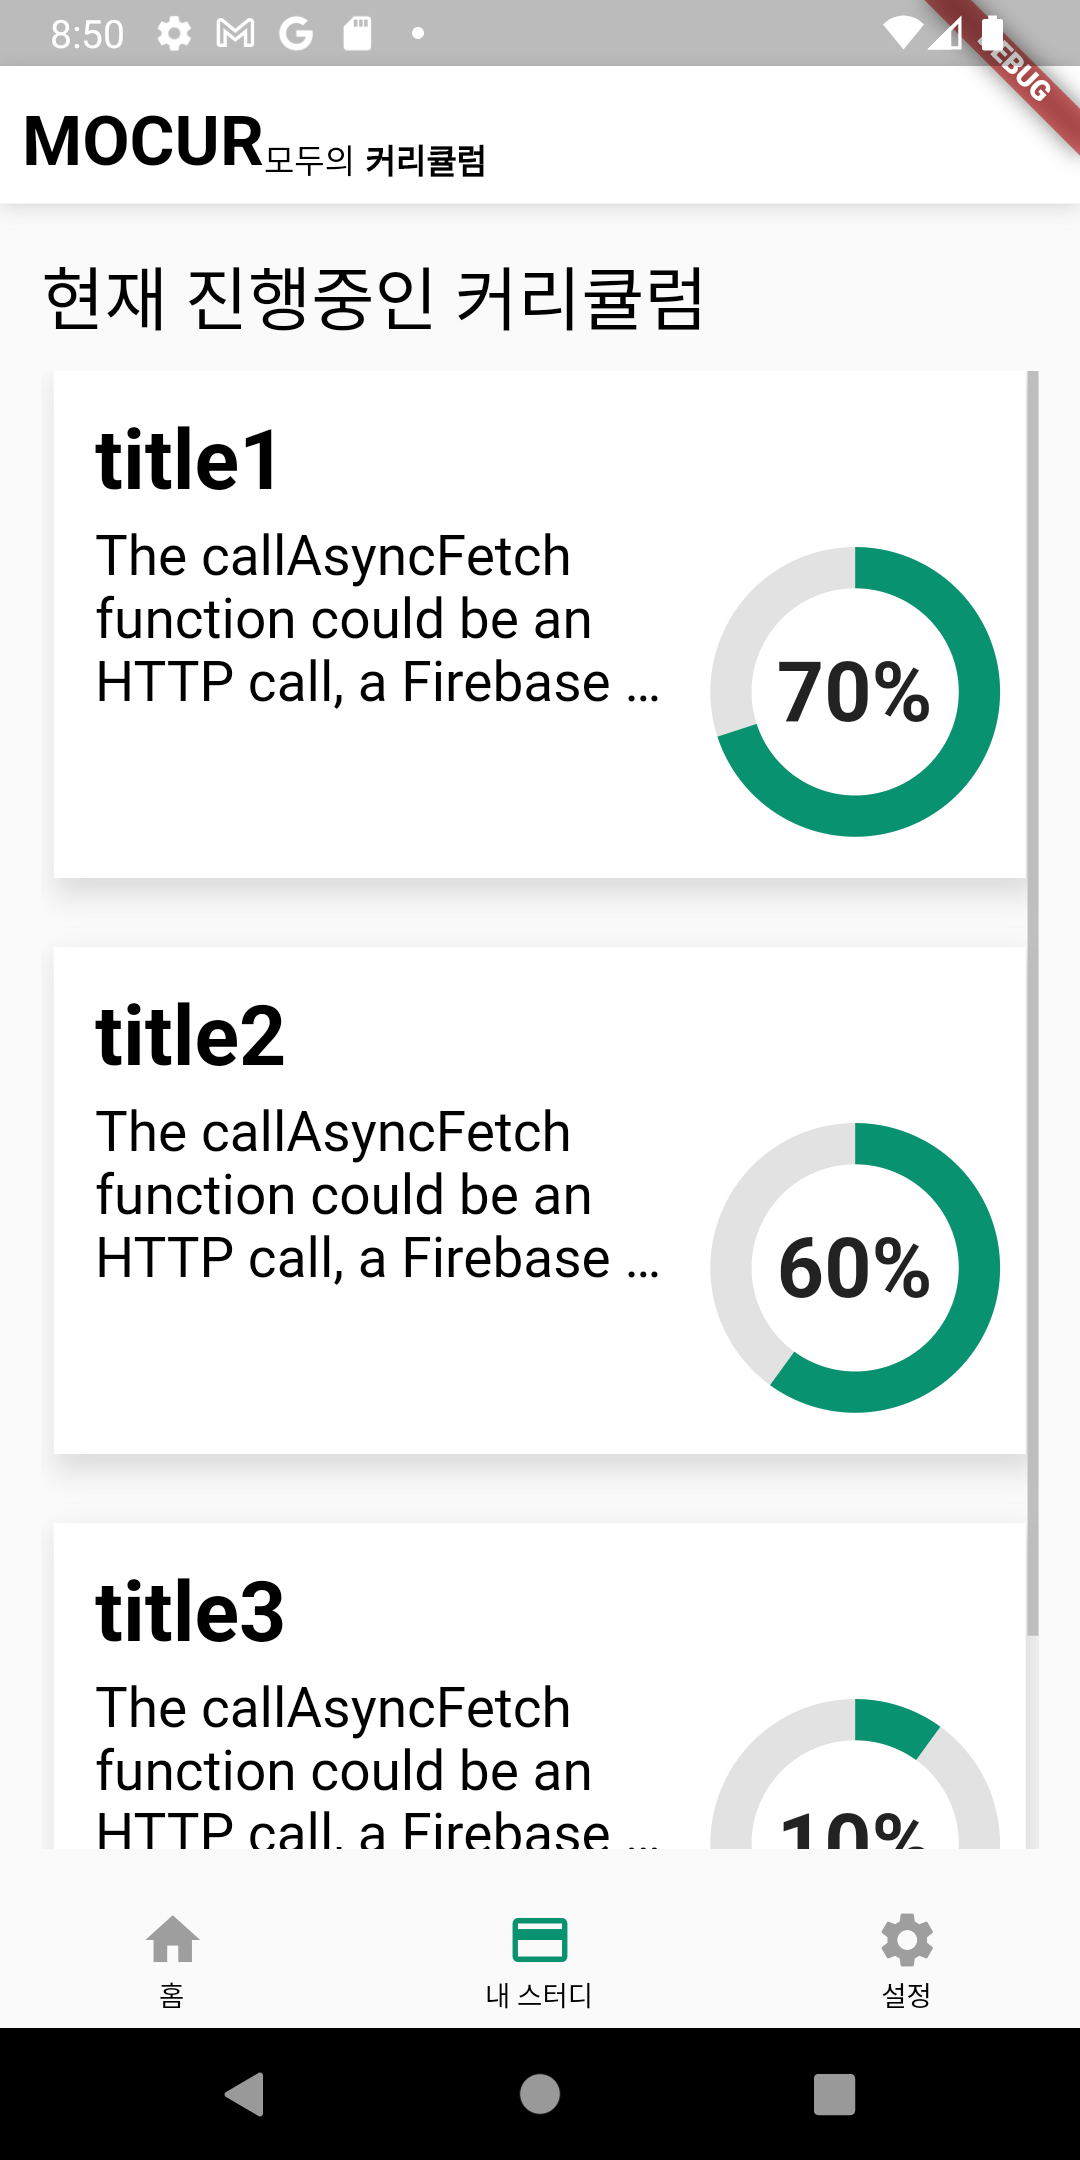 8:50
DEBUG
MOCUR모두의 커리큘럼
현재 진행중인 커리큘럼
title1
The callAsyncFetch
function could be an
HTTP call, a Firebase ...
70%
title2
The callAsyncFetch
function could be an
HTTP call, a Firebase ...
60%
title3
The callAsyncFetch
function could be an
HTTP call, a Firebase ...
10%
홈
내 스터디
설정